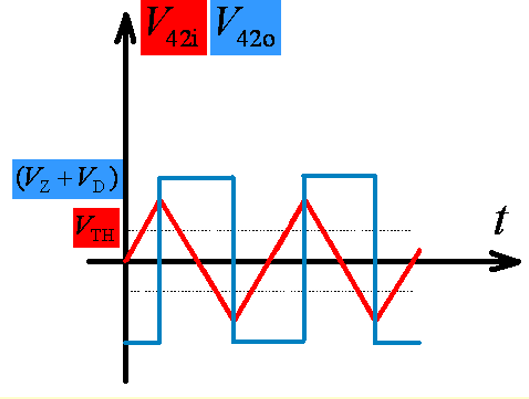 V42i V42o
(VZ + VD)
VTH
t